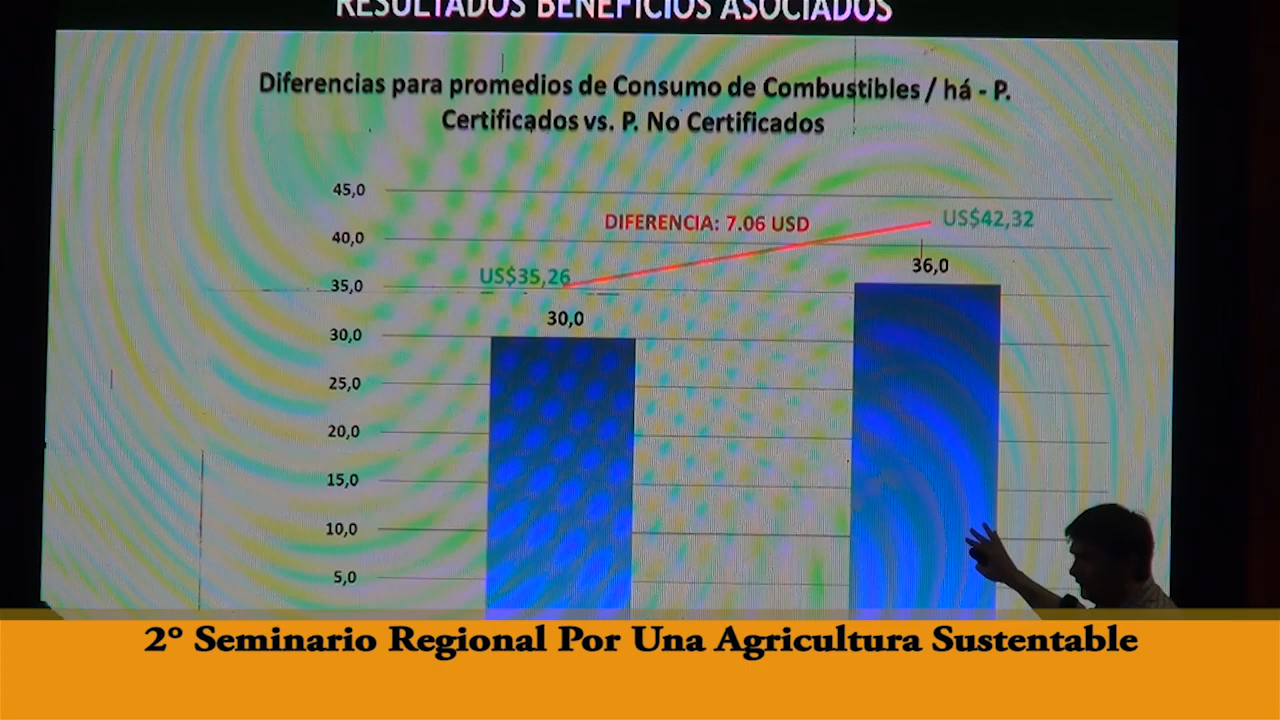 RESULTADOS BENEFICIOS ASOCIADOS
Diferencias para promedios de Consumo de Combustibles / há - P.
Certificados vs. P. No Certificados
45,0
40,0
35,0
30,0
25,0
20,0
15,0
10,0
5,0
DIFERENCIA: 7.06 USD
US$42,32
US$35,26
36,0
30,0
2° Seminario Regional Por Una Agricultura Sustentable